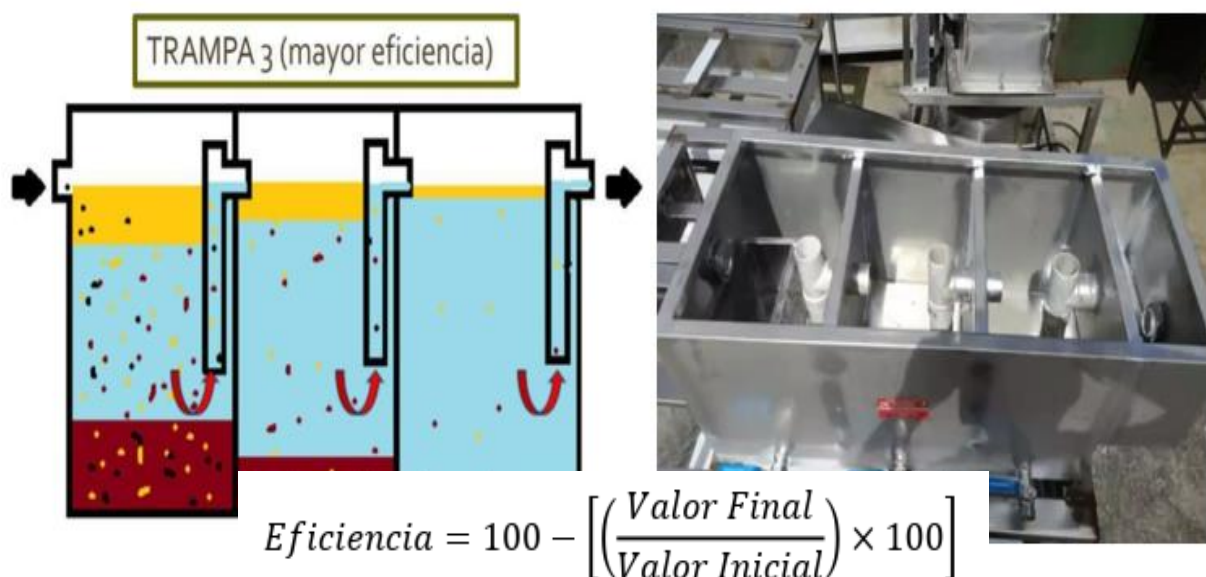 TRAMPA 3 (mayor eficiencia)
Eficiencia = 100 − [(Valor Final / Valor Inicial) × 100]